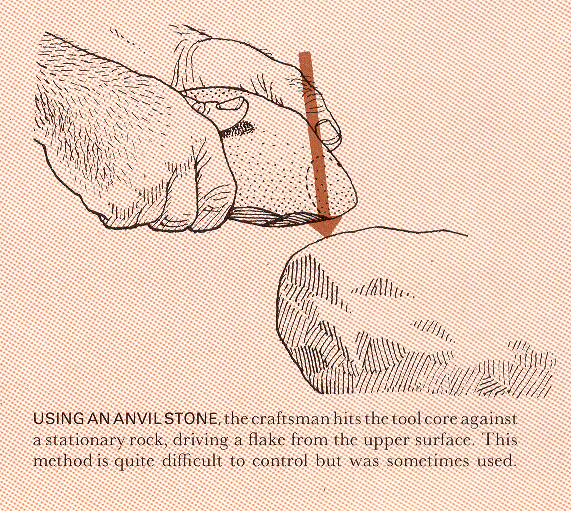 USING AN ANVIL STONE, the craftsman hits the tool core against
a stationary rock, driving a flake from the upper surface. This
method is quite difficult to control but was sometimes used.